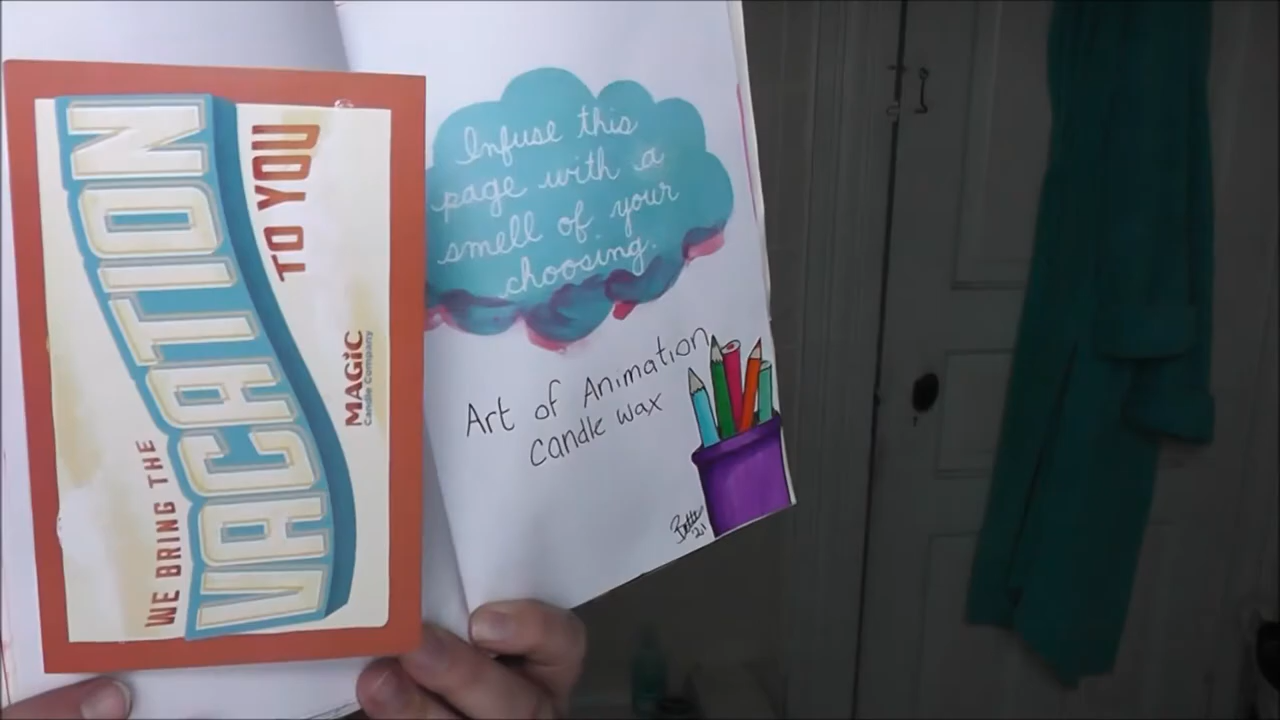 WE BRING THE
VACATION
TO YOU
MAGIC
Candle Company
Infuse this
page with a
smell of your
choosing.
Art of Animation
candle wax
21